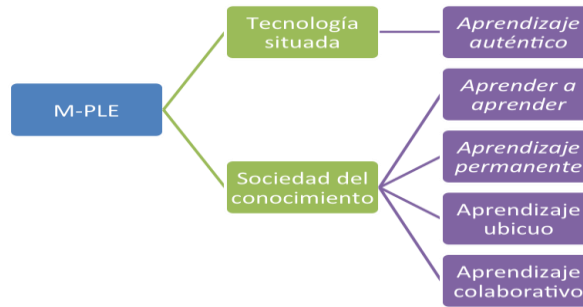 Tecnología
situada
Aprendizaje
auténtico
M-PLE
Aprender a
aprender
Aprendizaje
permanente
Sociedad del
conocimiento
Aprendizaje
ubicuo
Aprendizaje
colaborativo